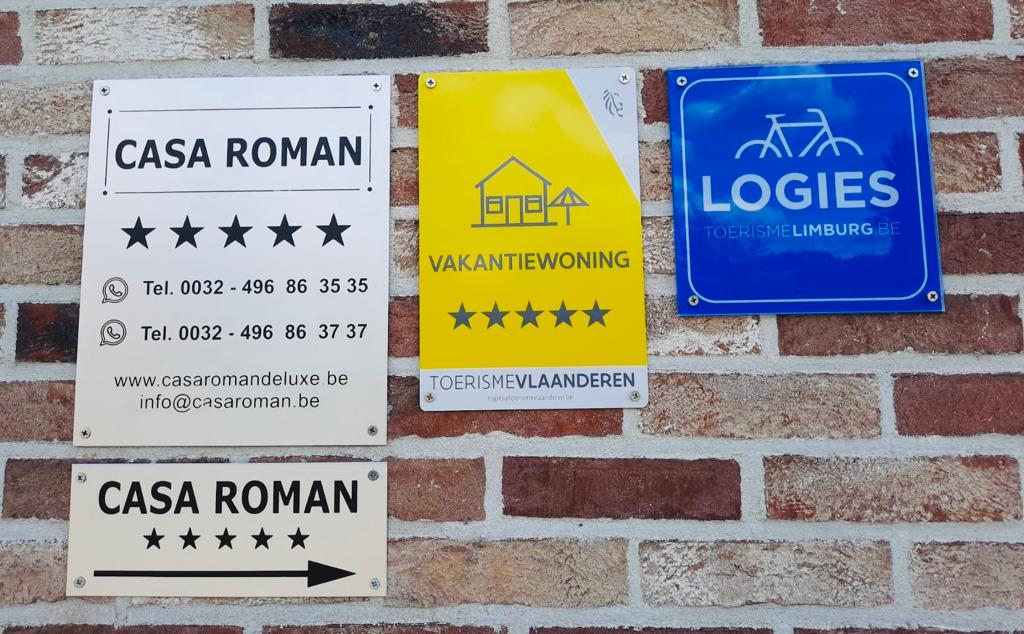 CASA ROMAN
Tel. 0032 - 496 86 35 35
Tel. 0032 - 496 86 37 37
www.casaromandeluxe.be
info@casaroman.be
CASA ROMAN
VAKANTIEWONING
TOERISMEVLAANDEREN
LOGIES
TOERISMELIMBURG.BE